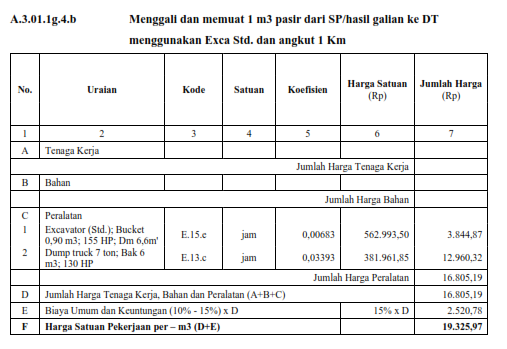 A.3.01.1g.4.b Menggali dan memuat 1 m3 pasir dari SP/hasil galian ke DT
menggunakan Exca Std. dan angkut 1 Km
No. Uraian Kode Satuan Koefisien Harga Satuan (Rp) Jumlah Harga (Rp)
1 2 3 4 5 6 7
A Tenaga Kerja
Jumlah Harga Tenaga Kerja
B Bahan
Jumlah Harga Bahan
C Peralatan
1 Excavator (Std.); Bucket
0,90 m3; 155 HP; Dm 6,6m' E.15.e jam 0,00683 562.993,50 3.844,87
2 Dump truck 7 ton; Bak 6
m3; 130 HP E.13.c jam 0,03393 381.961,85 12.960,32
Jumlah Harga Peralatan 16.805,19
D Jumlah Harga Tenaga Kerja, Bahan dan Peralatan (A+B+C) 16.805,19
E Biaya Umum dan Keuntungan (10% - 15%) x D 15% x D 2.520,78
F Harga Satuan Pekerjaan per – m3 (D+E) 19.325,97